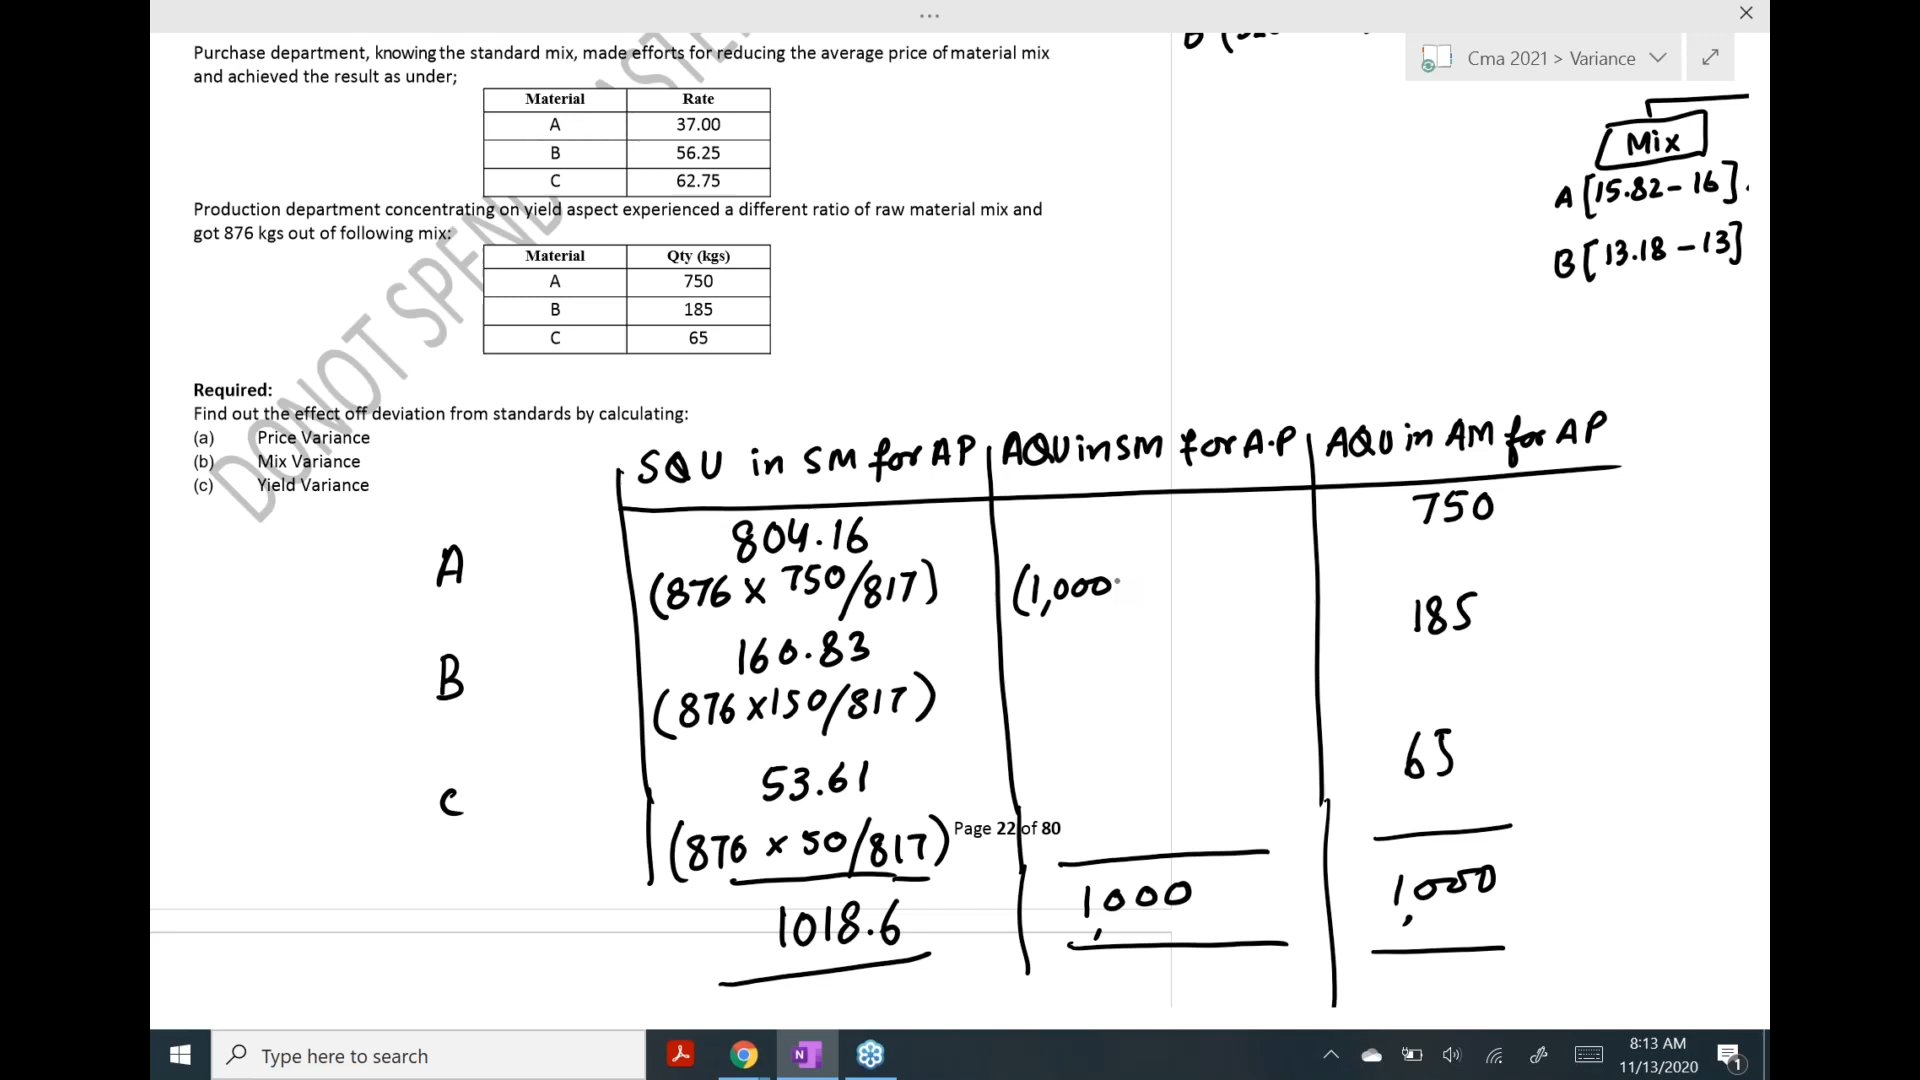 Purchase department, knowing the standard mix, made efforts for reducing the average price of material mix
and achieved the result as under;
Material Rate
A 37.00
B 56.25
C 62.75
Production department concentrating on yield aspect experienced a different ratio of raw material mix and
got 876 kgs out of following mix:
Material Qty (kgs)
A 750
B 185
C 65
Required:
Find out the effect off deviation from standards by calculating:
(a) Price Variance
(b) Mix Variance
(c) Yield Variance
DONOT SPEND
Cma 2021 > Variance
Mix
A [15.82 - 16].
B [13.18 - 13]
SQU in SM for AP AQU in SM for A.P AQU in AM for AP
A 804.16 750
(876 x 750/817) (1,000
B 160.83 185
(876 x 150/817)
C 53.61 65
(876 x 50/817)
Page 22 of 80
1018.6 1,000 1,000
Type here to search
8:13 AM
11/13/2020
1